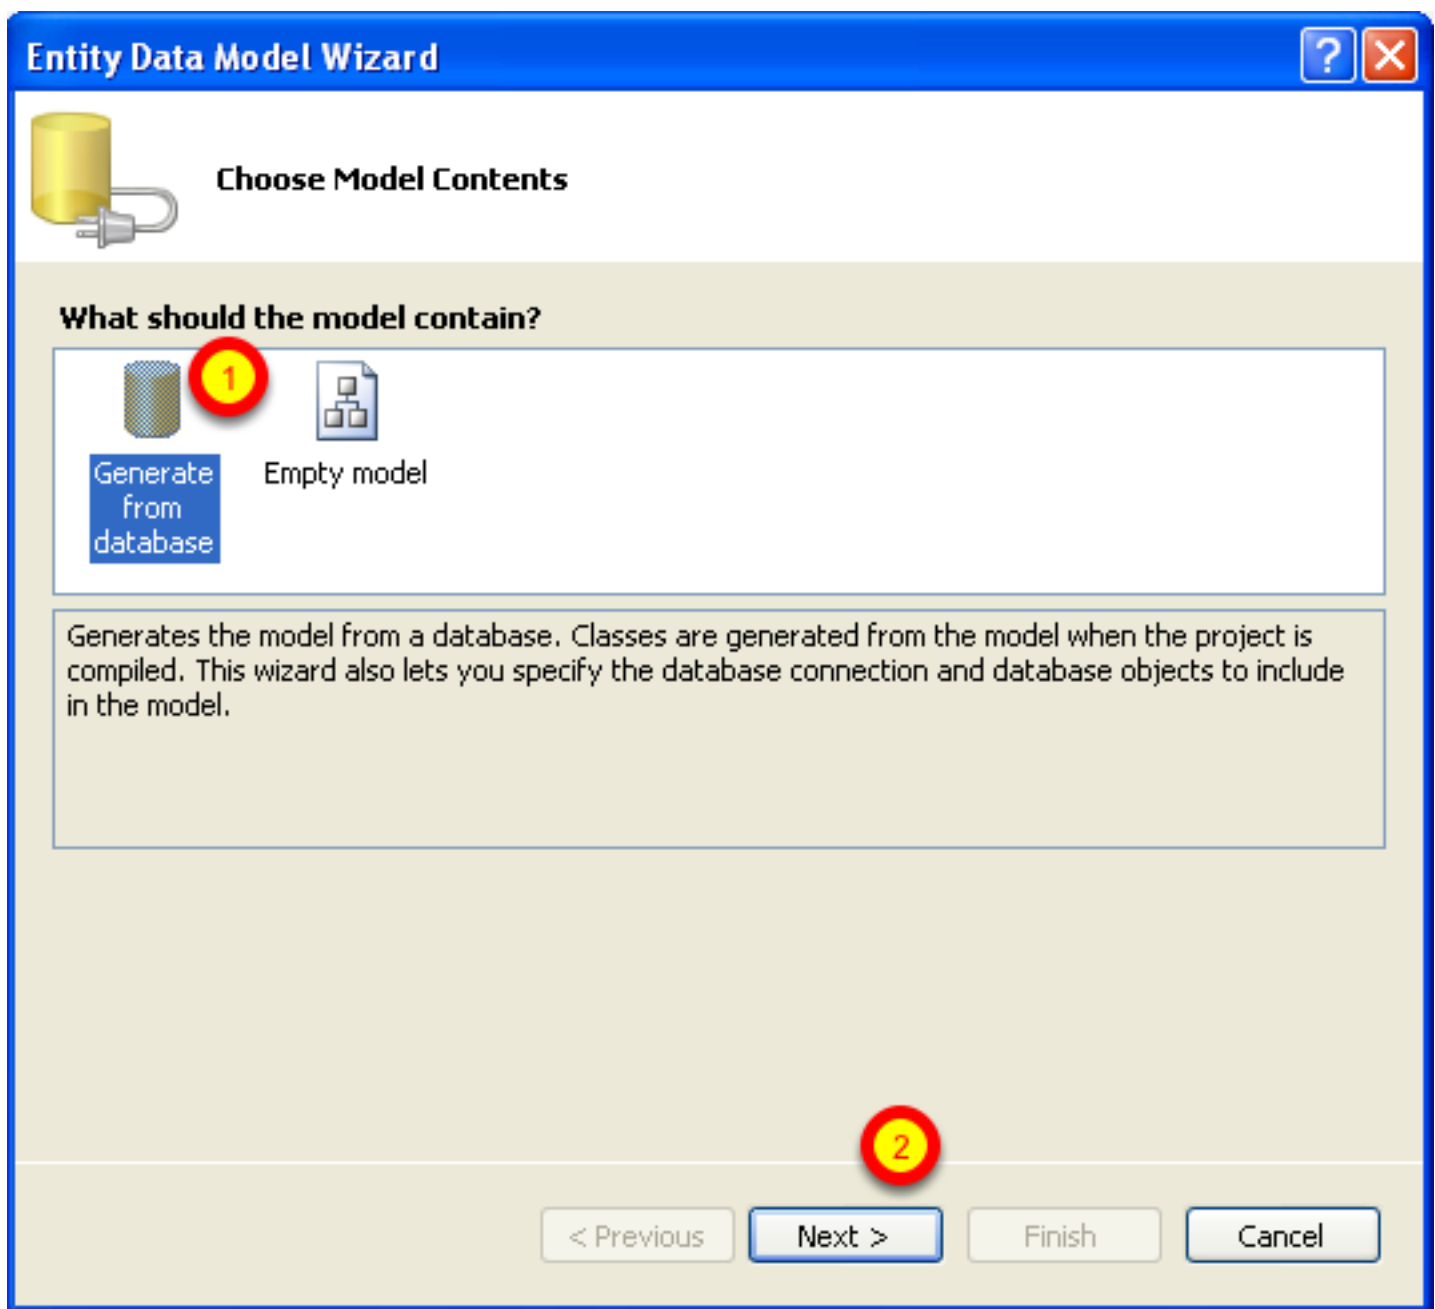 Entity Data Model Wizard
?
Choose Model Contents
What should the model contain?
1
Generate
from
database
Empty model
Generates the model from a database. Classes are generated from the model when the project is
compiled. This wizard also lets you specify the database connection and database objects to include
in the model.
2
< Previous
Next >
Finish
Cancel